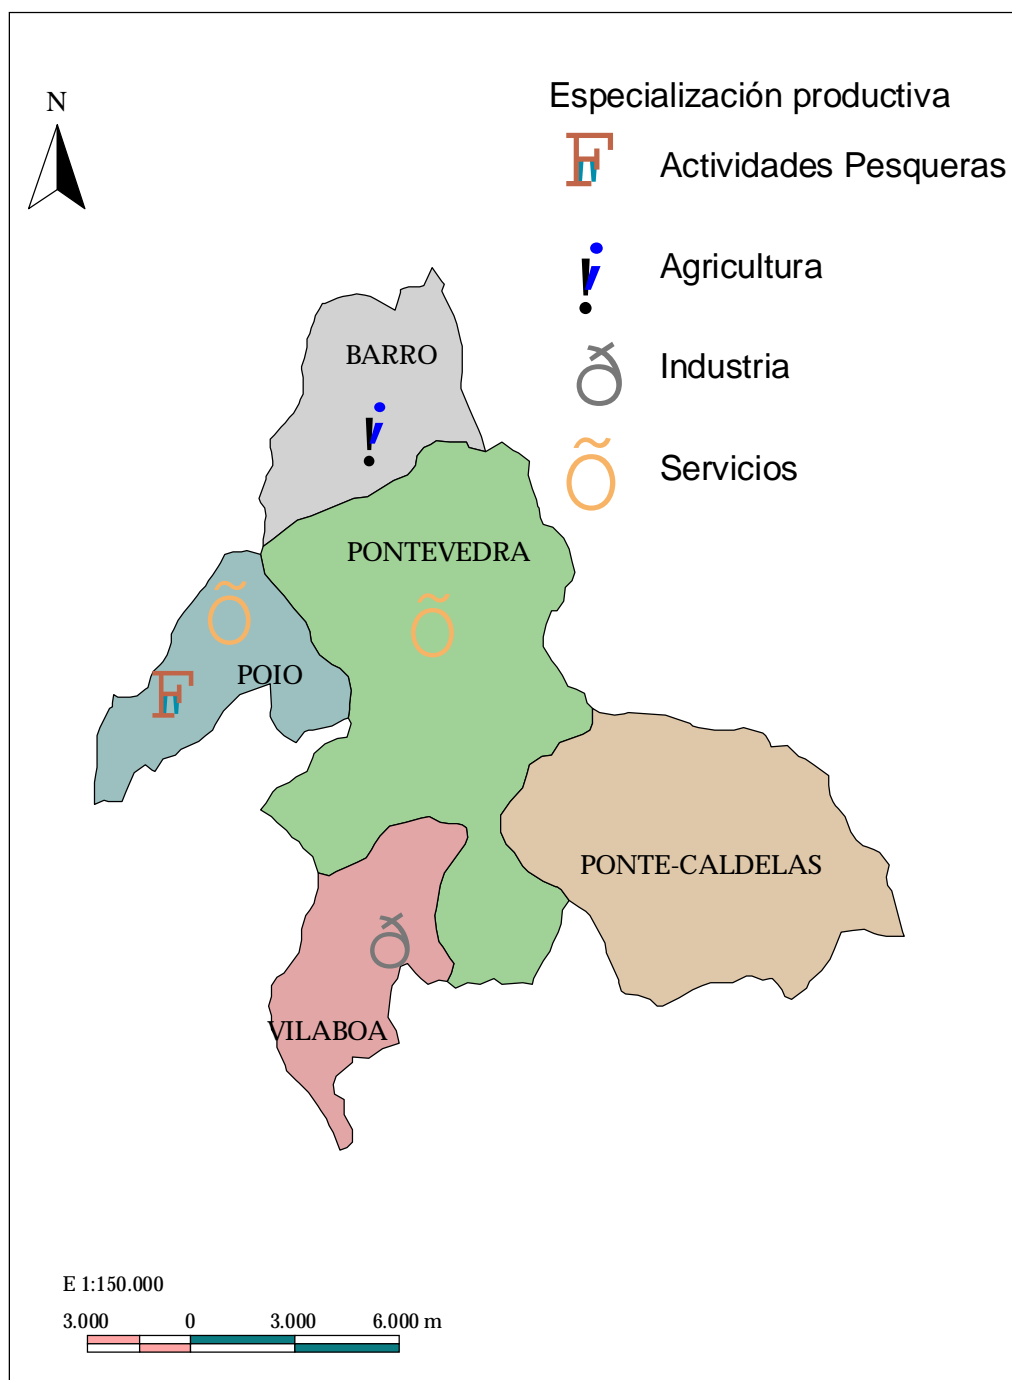 N
Especialización productiva
F Actividades Pesqueras
Agricultura
Industria
Õ Servicios
BARRO
PONTEVEDRA
Õ
Õ
POIO
F
PONTE-CALDELAS
VILABOA
E 1:150.000
3.000 0 3.000 6.000 m